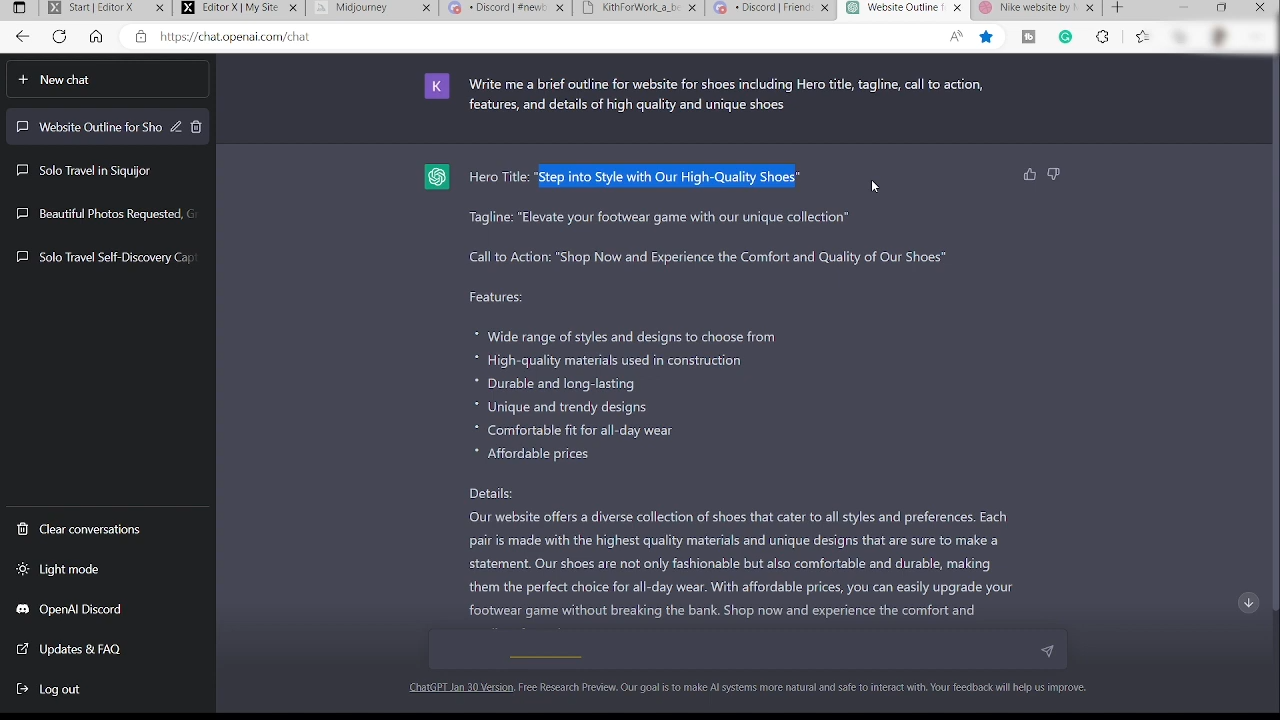 Start | Editor X
Editor X | My Site
Midjourney
• Discord | #newb
KithForWork_a_be
• Discord | Friends
Website Outline f
Nike website by M
https://chat.openai.com/chat
New chat
Website Outline for Sho
Solo Travel in Siquijor
Beautiful Photos Requested, Gr
Solo Travel Self-Discovery Capt
Clear conversations
Light mode
OpenAI Discord
Updates & FAQ
Log out
K
Write me a brief outline for website for shoes including Hero title, tagline, call to action,
features, and details of high quality and unique shoes
Hero Title: "Step into Style with Our High-Quality Shoes"
Tagline: "Elevate your footwear game with our unique collection"
Call to Action: "Shop Now and Experience the Comfort and Quality of Our Shoes"
Features:
• Wide range of styles and designs to choose from
• High-quality materials used in construction
• Durable and long-lasting
• Unique and trendy designs
• Comfortable fit for all-day wear
• Affordable prices
Details:
Our website offers a diverse collection of shoes that cater to all styles and preferences. Each
pair is made with the highest quality materials and unique designs that are sure to make a
statement. Our shoes are not only fashionable but also comfortable and durable, making
them the perfect choice for all-day wear. With affordable prices, you can easily upgrade your
footwear game without breaking the bank. Shop now and experience the comfort and
ChatGPT Jan 30 Version. Free Research Preview. Our goal is to make AI systems more natural and safe to interact with. Your feedback will help us improve.